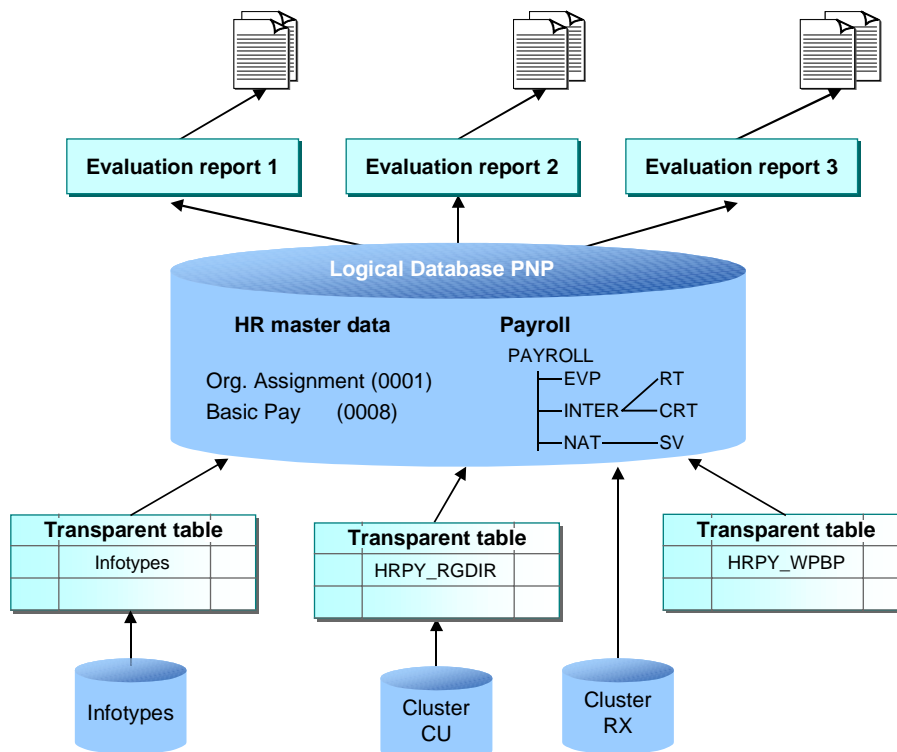 Evaluation report 1
Evaluation report 2
Evaluation report 3
Logical Database PNP
HR master data
Payroll
Org. Assignment (0001)
Basic Pay (0008)
PAYROLL
EVP
RT
INTER
CRT
NAT
SV
Transparent table
Infotypes
Transparent table
HRPY_RGDIR
Transparent table
HRPY_WPBP
Infotypes
Cluster
CU
Cluster
RX